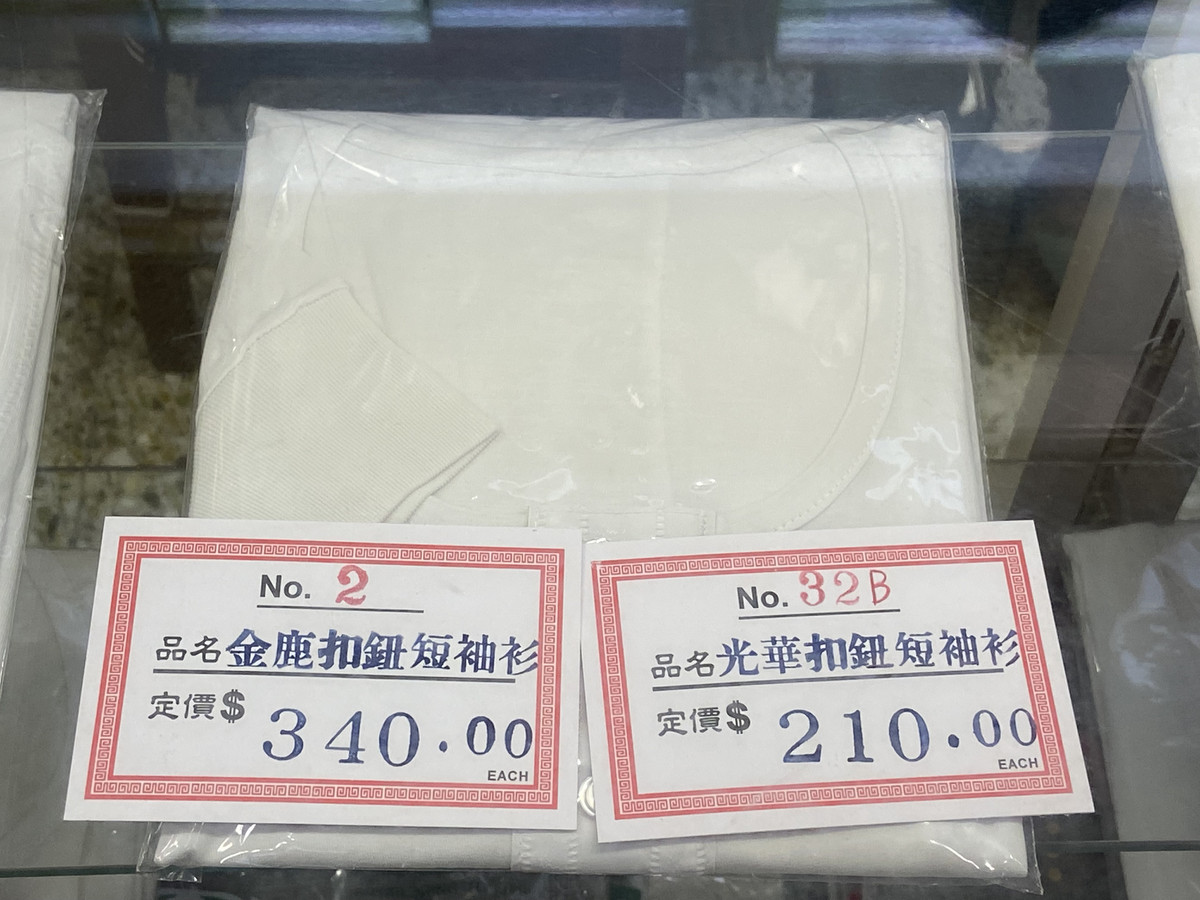 No. 2
品名金鹿扣鈕短袖衫
定價$ 340.00
EACH
No. 32B
品名光華扣鈕短袖衫
定價$ 210.00
EACH